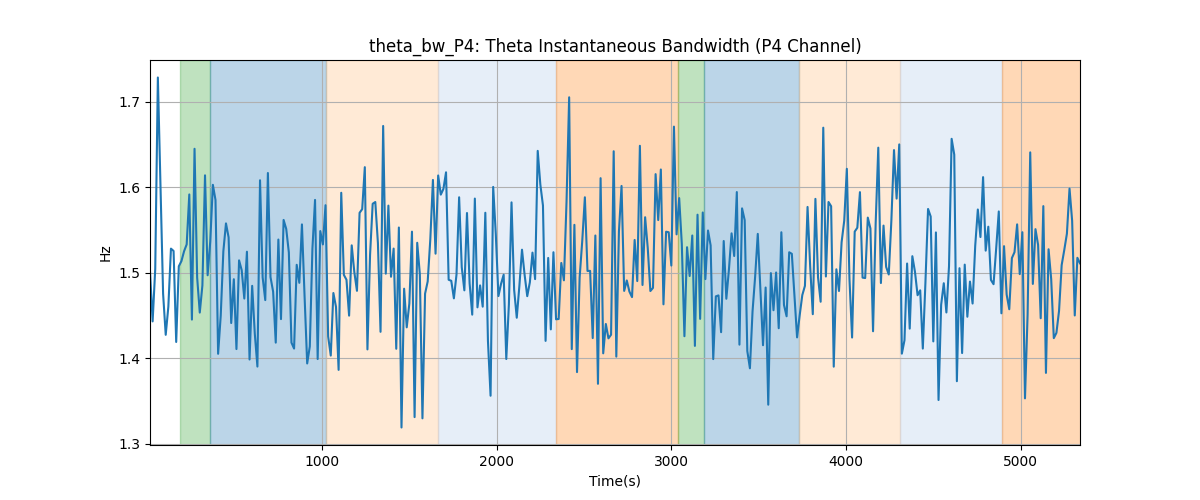 theta_bw_P4: Theta Instantaneous Bandwidth (P4 Channel)
Hz
1.7
1.6
1.5
1.4
1.3
1000 2000 3000 4000 5000
Time(s)